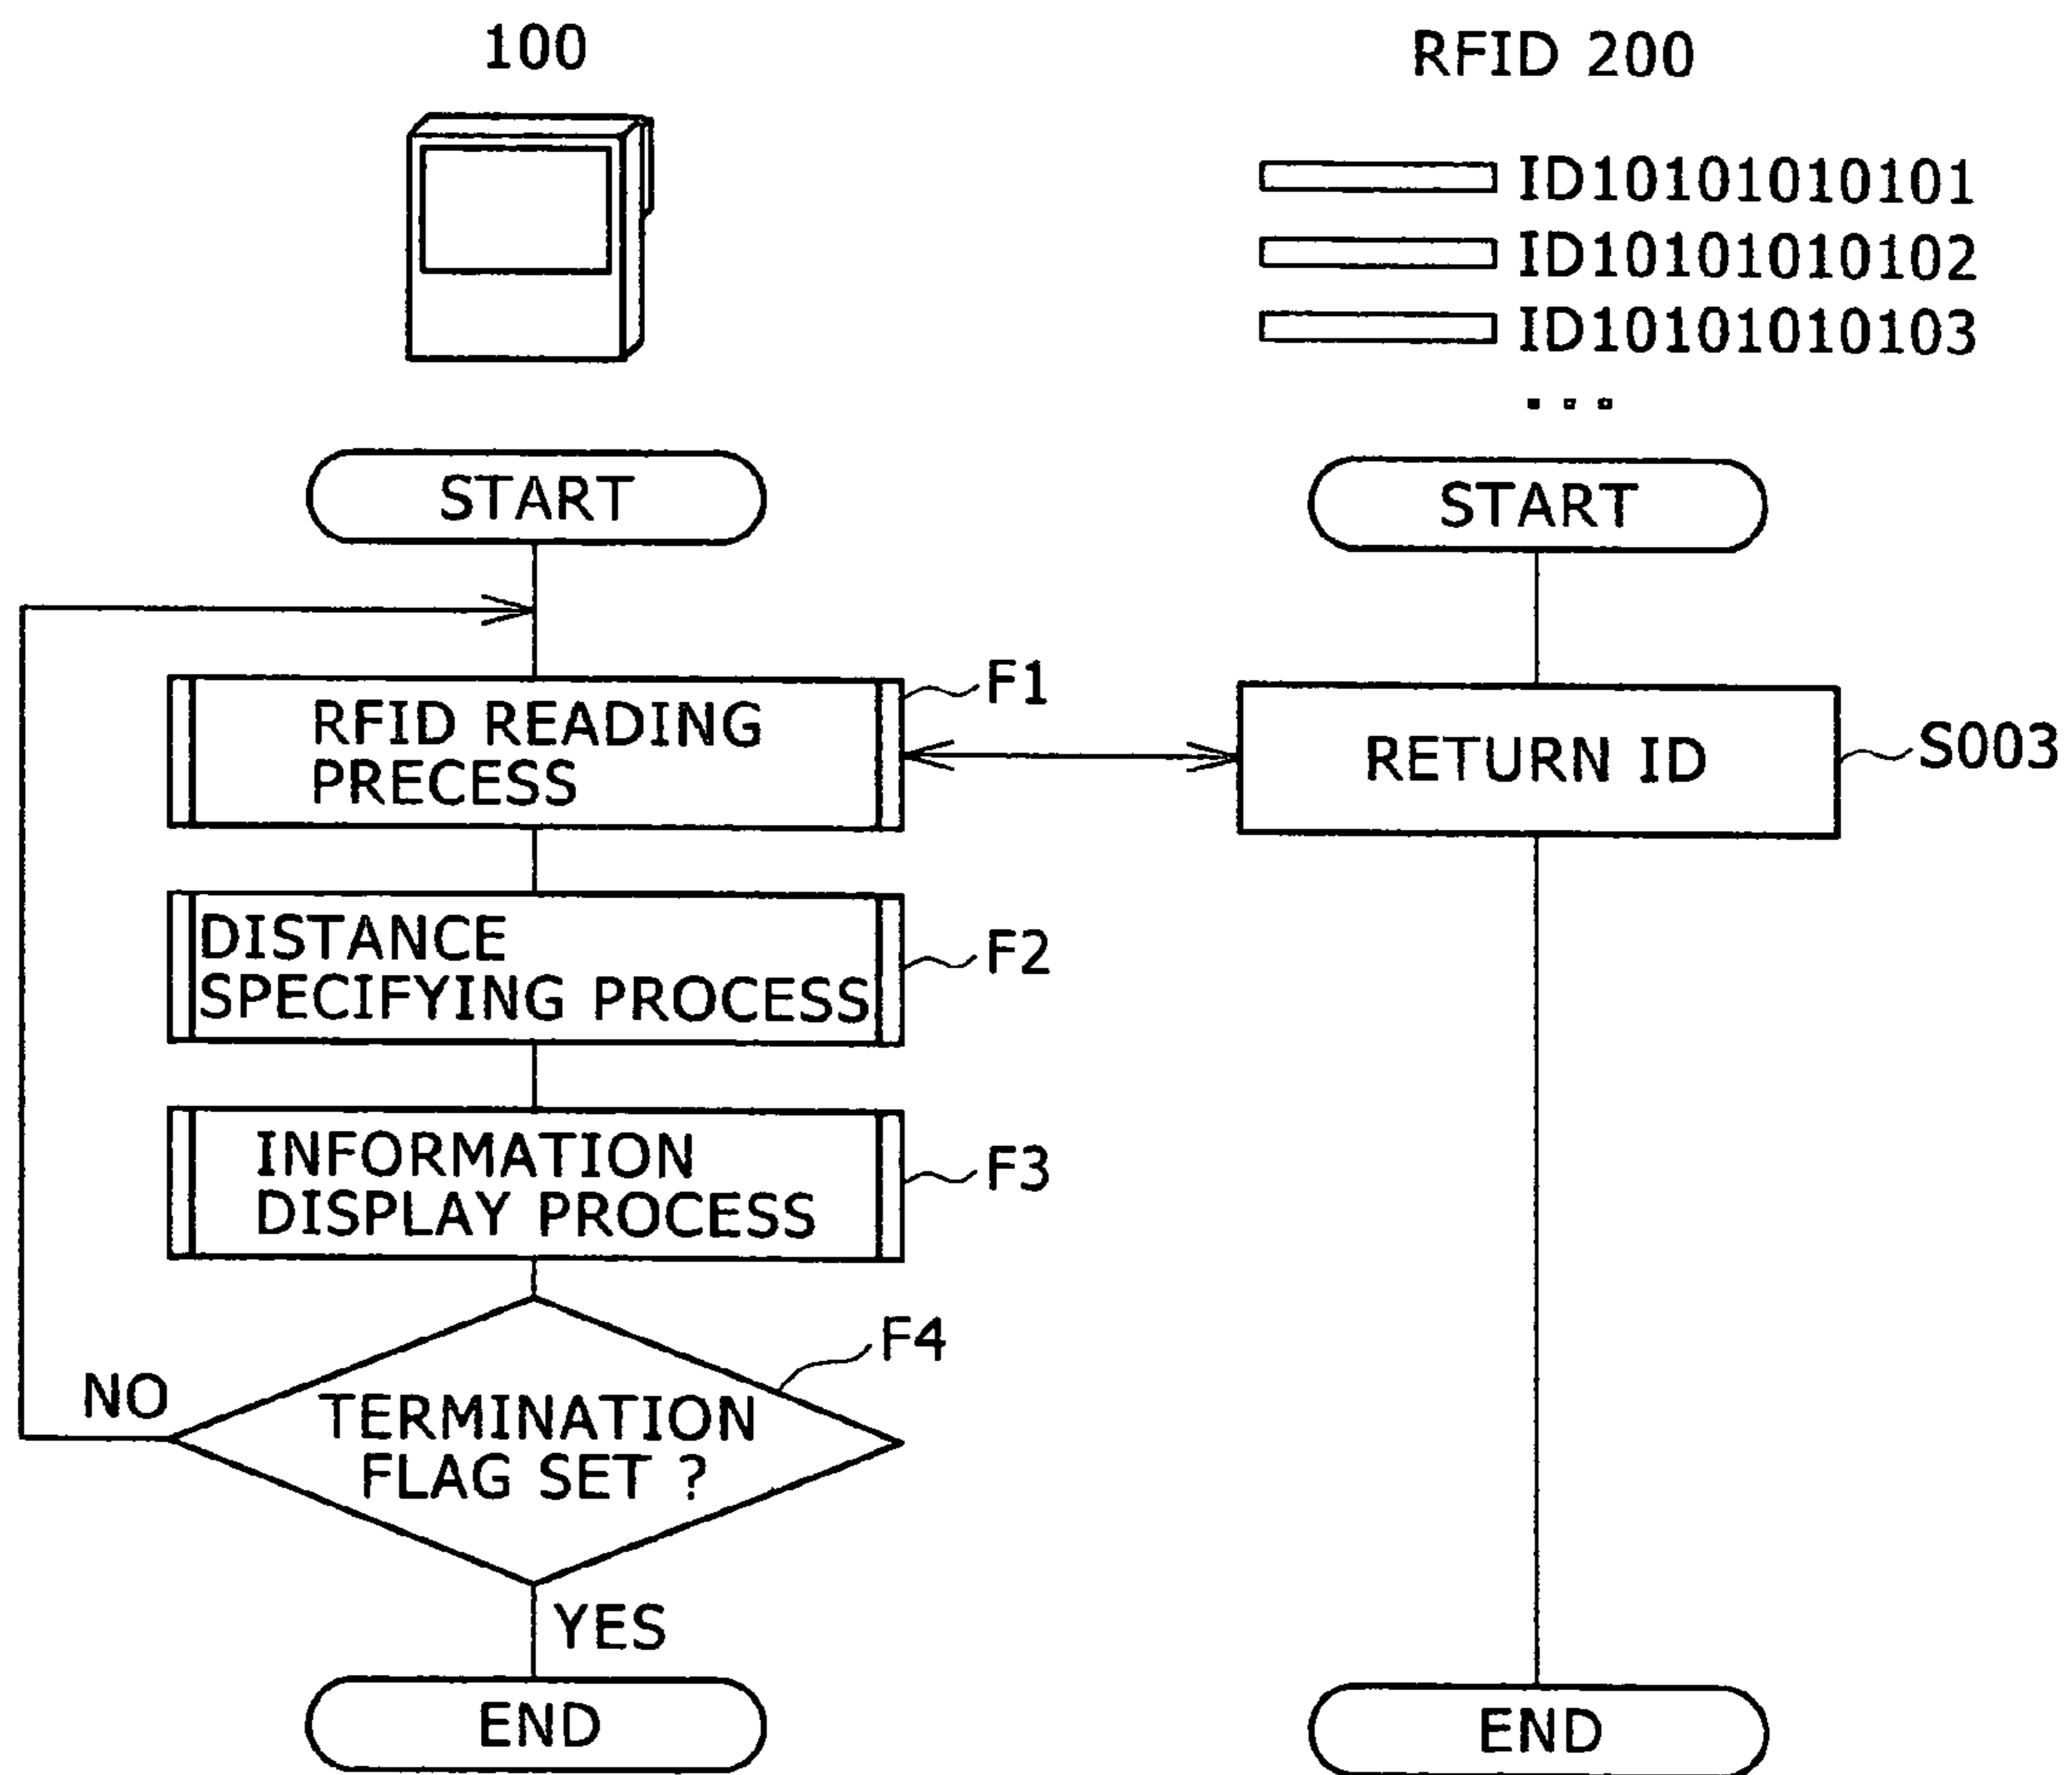 100
RFID 200
ID10101010101
ID10101010102
ID10101010103
...
START
START
RFID READING
PRECESS
F1
RETURN ID
S003
DISTANCE
SPECIFYING PROCESS
F2
INFORMATION
DISPLAY PROCESS
F3
F4
NO
TERMINATION
FLAG SET ?
YES
END
END